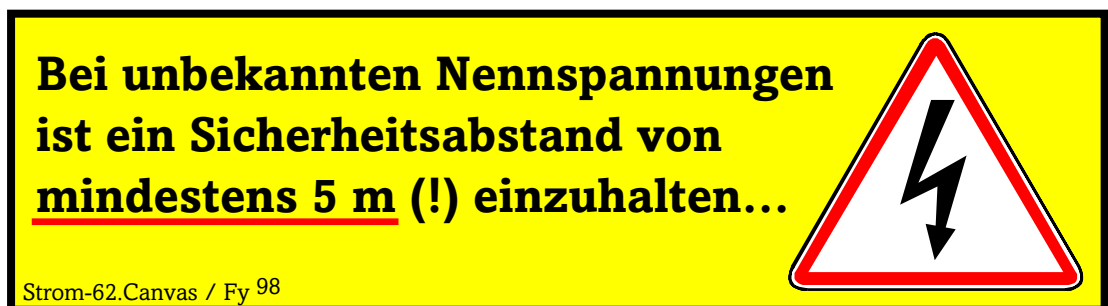 Bei unbekannten Nennspannungen
ist ein Sicherheitsabstand von
mindestens 5 m (!) einzuhalten...
Strom-62.Canvas / Fy 98